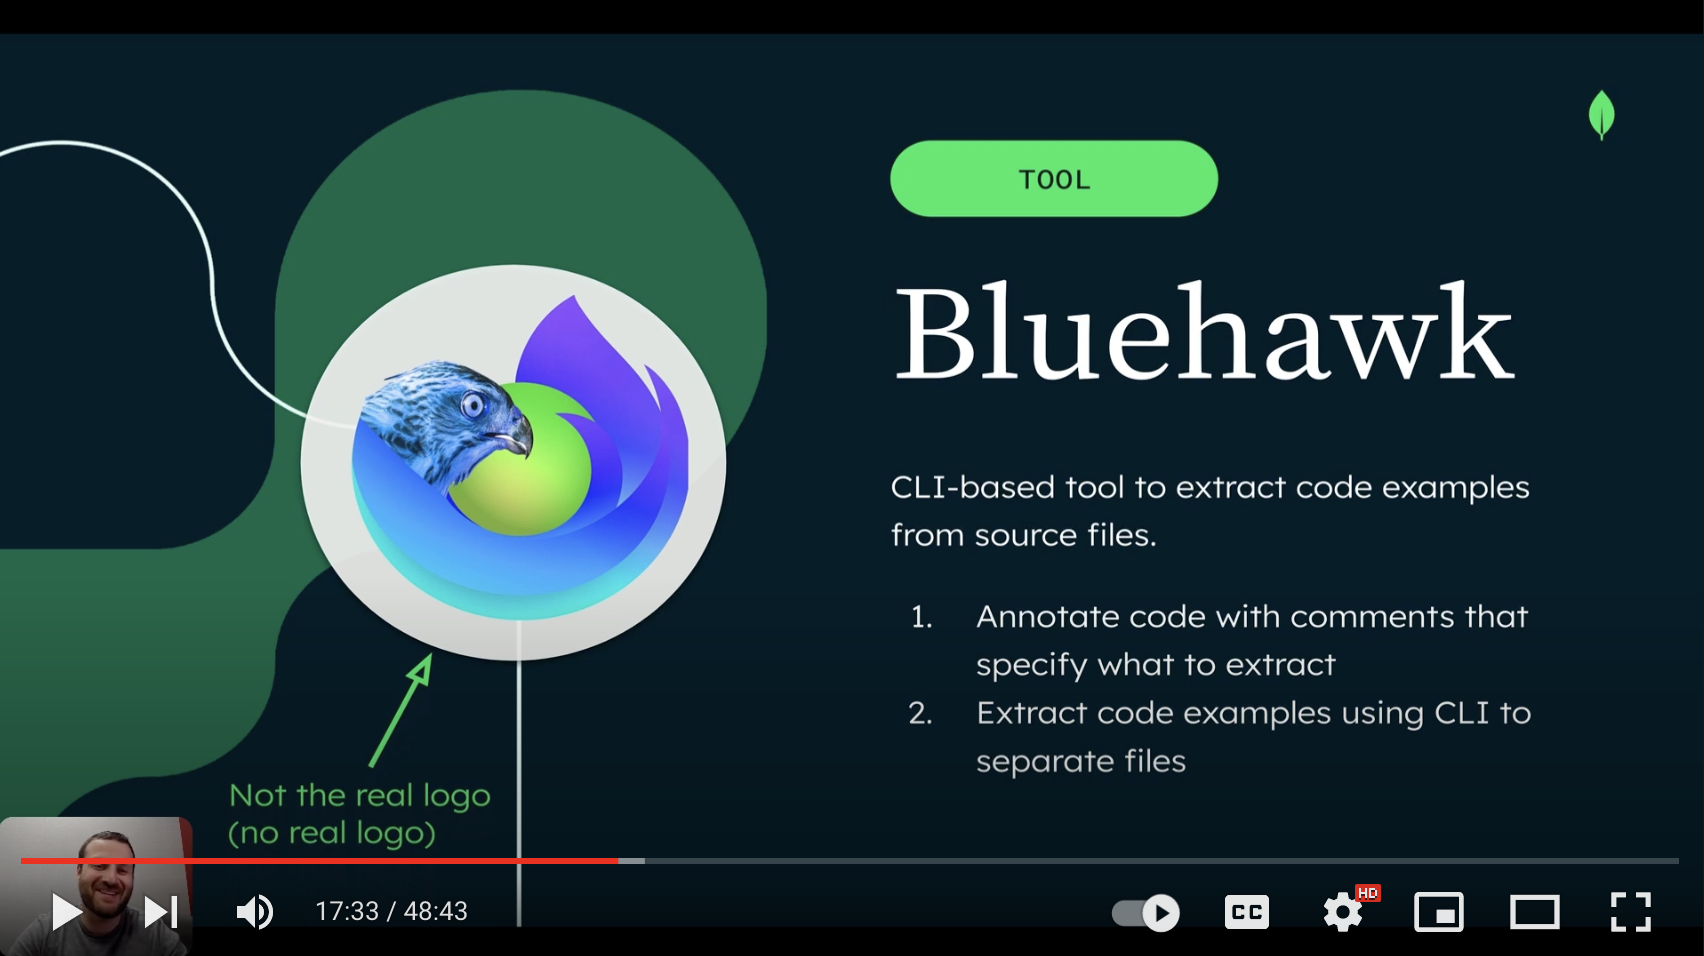 TOOL
Bluehawk
CLI-based tool to extract code examples
from source files.
1. Annotate code with comments that
specify what to extract
2. Extract code examples using CLI to
separate files
Not the real logo
(no real logo)
17:33 / 48:43
CC
HD